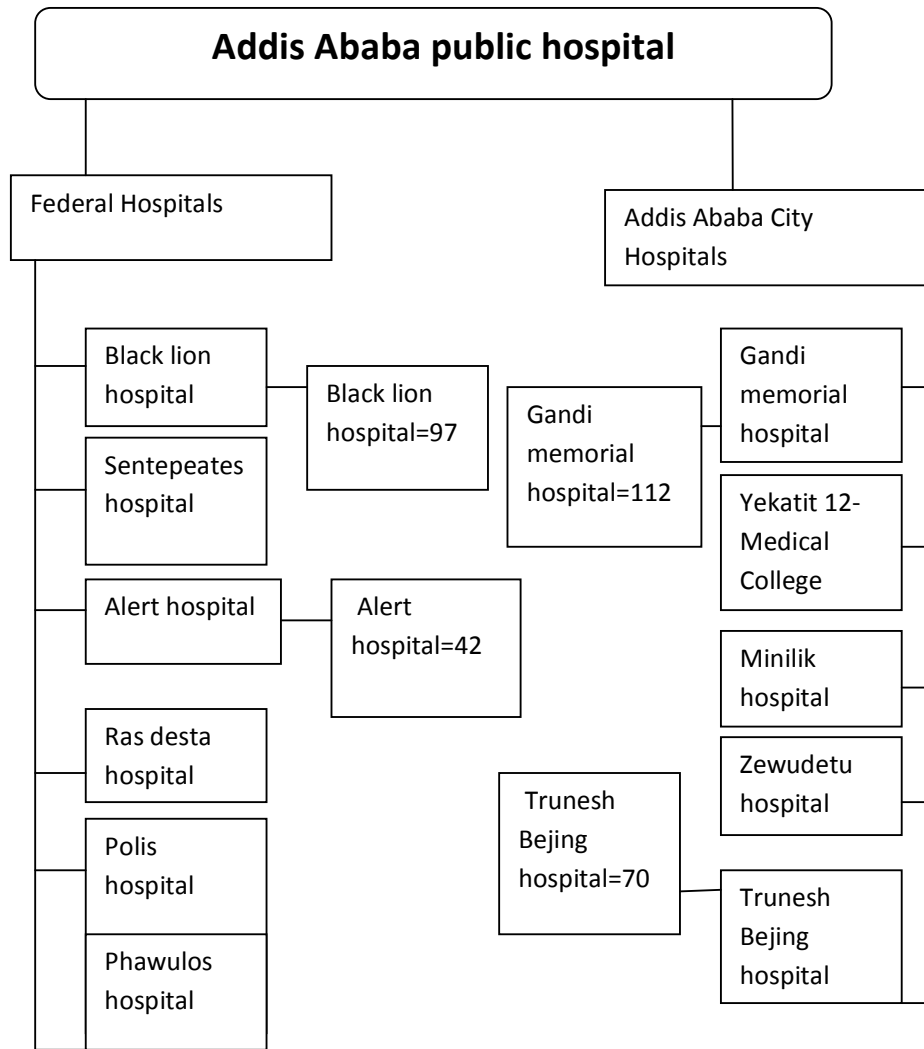 Addis Ababa public hospital
Federal Hospitals
Addis Ababa City
Hospitals
Black lion
hospital
Black lion
hospital=97
Sentepeates
hospital
Alert hospital
Alert
hospital=42
Ras desta
hospital
Polis
hospital
Phawulos
hospital
Gandi
memorial
hospital=112
Gandi
memorial
hospital
Yekatit 12-
Medical
College
Minilik
hospital
Zewudetu
hospital
Trunesh
Bejing
hospital=70
Trunesh
Bejing
hospital